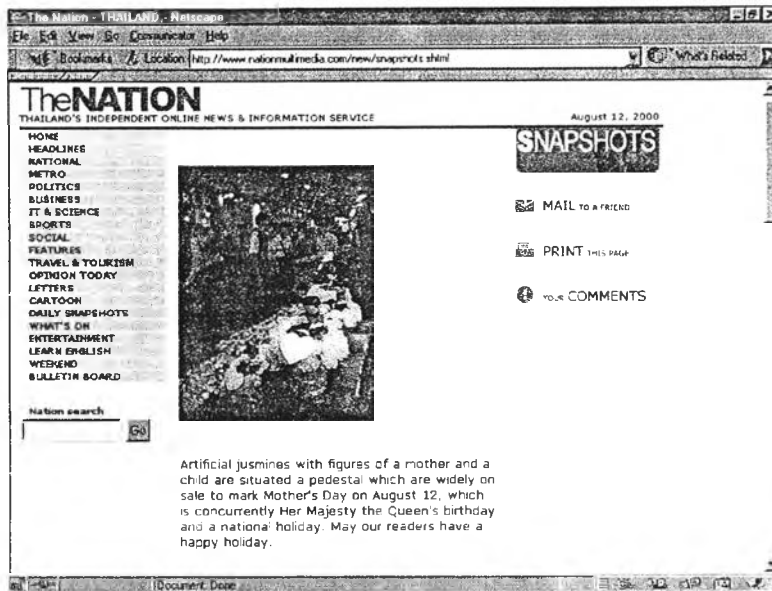 The Nation - THAILAND - Netscape
File Edit View Go Communicator Help
Bookmarks Location http://www.nationmultimedia.com/new/snapshots.shtml What's Related
TheNATION
THAILAND'S INDEPENDENT ONLINE NEWS & INFORMATION SERVICE
August 12, 2000
HOME
HEADLINES
NATIONAL
METRO
POLITICS
BUSINESS
IT & SCIENCE
SPORTS
SOCIAL
FEATURES
TRAVEL & TOURISM
OPINION TODAY
LETTERS
CARTOON
DAILY SNAPSHOTS
WHAT'S ON
ENTERTAINMENT
LEARN ENGLISH
WEEKEND
BULLETIN BOARD
Nation search
Go
SNAPSHOTS
MAIL TO A FRIEND
PRINT THIS PAGE
YOUR COMMENTS
Artificial jusmines with figures of a mother and a
child are situated a pedestal which are widely on
sale to mark Mother's Day on August 12, which
is concurrently Her Majesty the Queen's birthday
and a national holiday. May our readers have a
happy holiday.
Document: Done